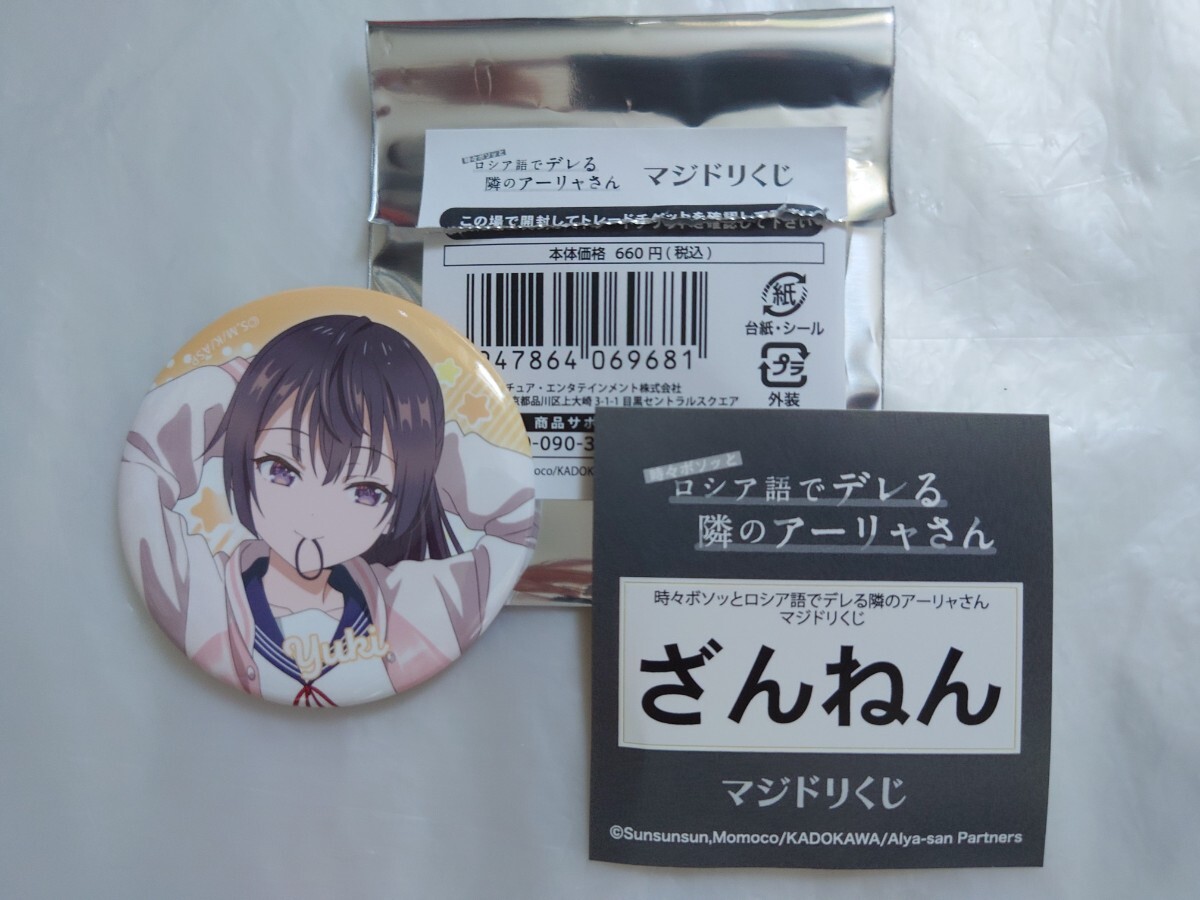 時々ボソッと
ロシア語でデレる
隣のアーリャさん
マジドリくじ
この場で開封してトレードチケットを確認して下さい
本体価格 660円(税込)
47864 069681
紙
台紙・シール
プラ
外装
チュア・エンタテインメント株式会社
京都品川区上大崎 3-1-1 目黒セントラルスクエア
商品サポ
-090-3
moco/KADOK
Yuki
時々ボソッと
ロシア語でデレる
隣のアーリャさん
時々ボソッとロシア語でデレる隣のアーリャさん
マジドリくじ
ざんねん
マジドリくじ
©Sunsunsun,Momoco/KADOKAWA/Alya-san Partners